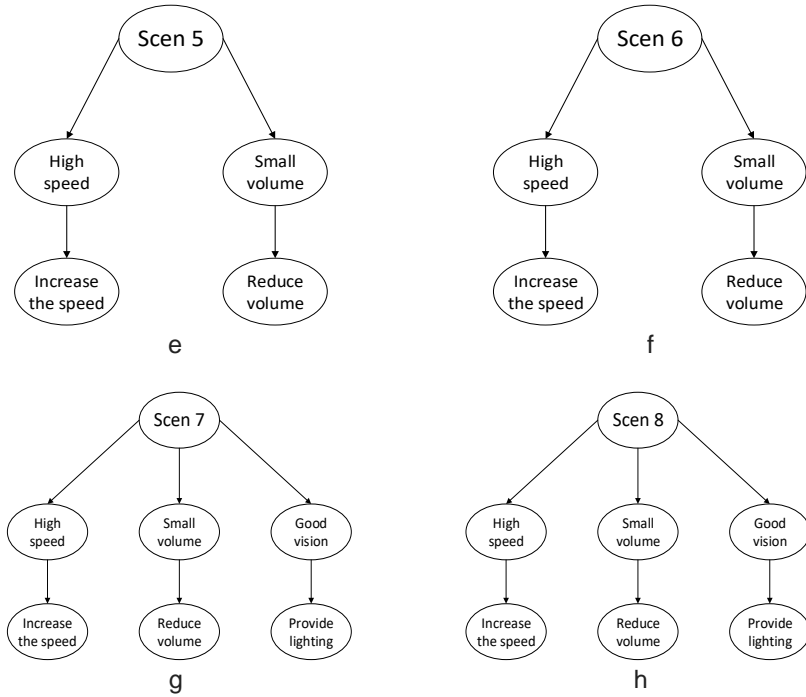 Scen 5
High
speed
Small
volume
Increase
the speed
Reduce
volume
e
Scen 6
High
speed
Small
volume
Increase
the speed
Reduce
volume
f
Scen 7
High
speed
Small
volume
Good
vision
Increase
the speed
Reduce
volume
Provide
lighting
g
Scen 8
High
speed
Small
volume
Good
vision
Increase
the speed
Reduce
volume
Provide
lighting
h